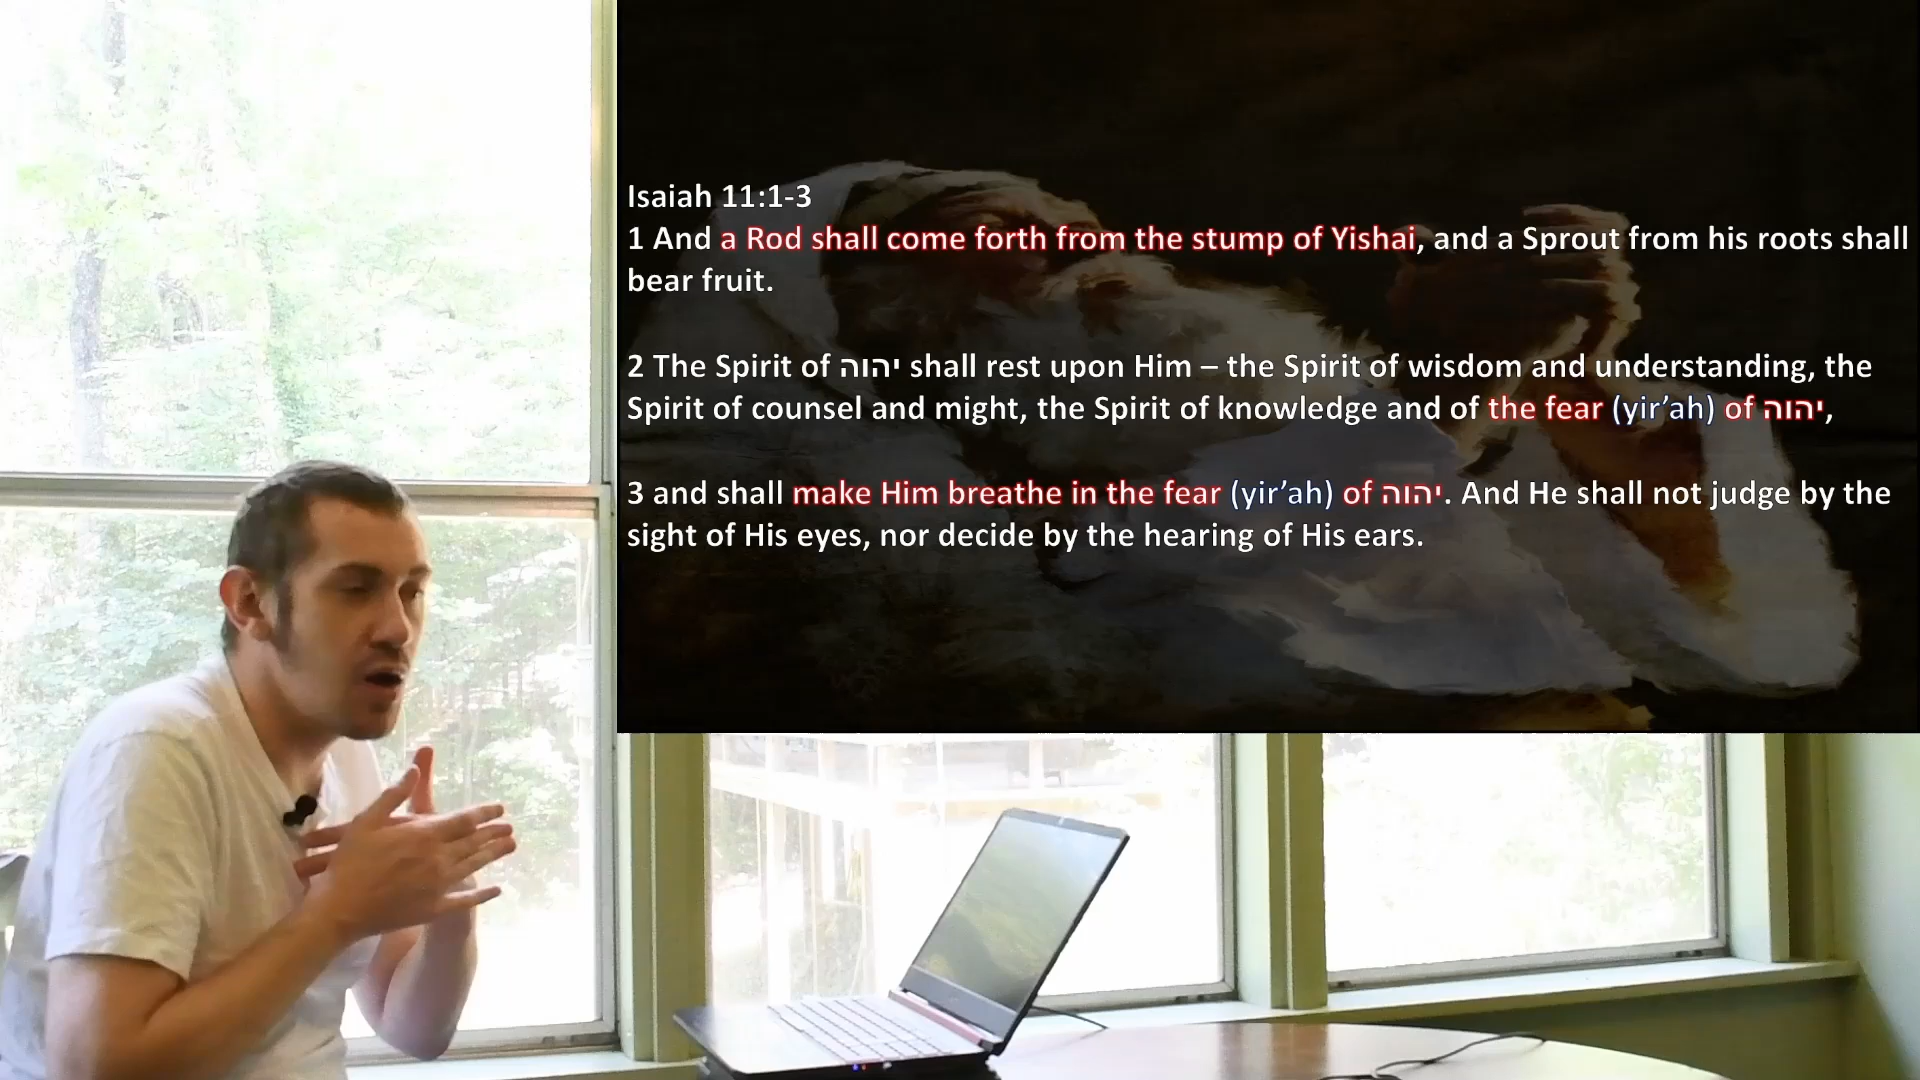 Isaiah 11:1-3
1 And a Rod shall come forth from the stump of Yishai, and a Sprout from his roots shall
bear fruit.
2 The Spirit of יהוה shall rest upon Him – the Spirit of wisdom and understanding, the
Spirit of counsel and might, the Spirit of knowledge and of the fear (yir’ah) of יהוה,
3 and shall make Him breathe in the fear (yir’ah) of יהוה. And He shall not judge by the
sight of His eyes, nor decide by the hearing of His ears.